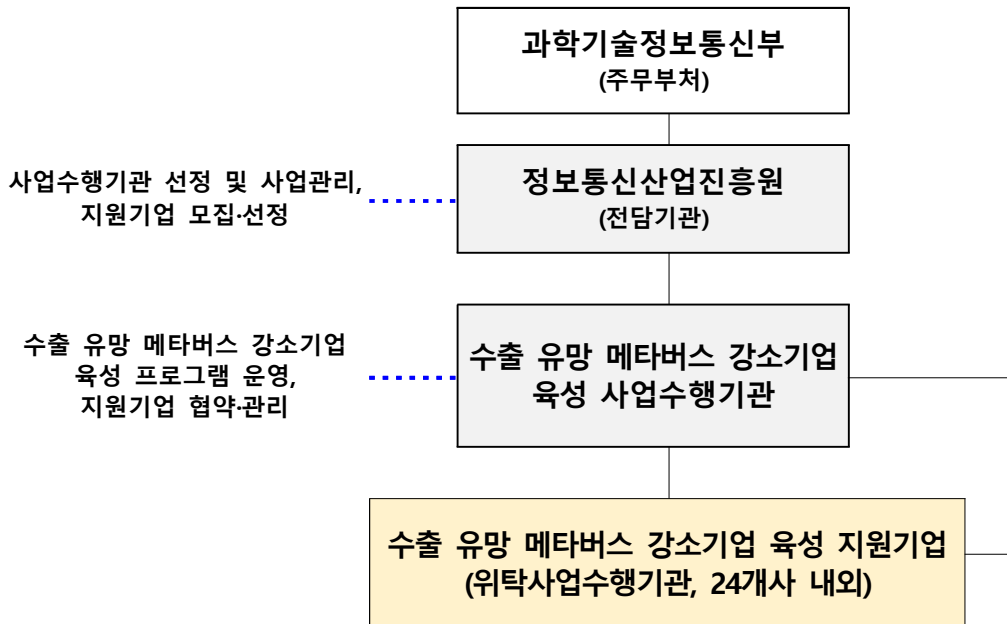 과학기술정보통신부
(주무부처)
사업수행기관 선정 및 사업관리,
지원기업 모집·선정
정보통신산업진흥원
(전담기관)
수출 유망 메타버스 강소기업
육성 프로그램 운영,
지원기업 협약·관리
수출 유망 메타버스 강소기업
육성 사업수행기관
수출 유망 메타버스 강소기업 육성 지원기업
(위탁사업수행기관, 24개사 내외)